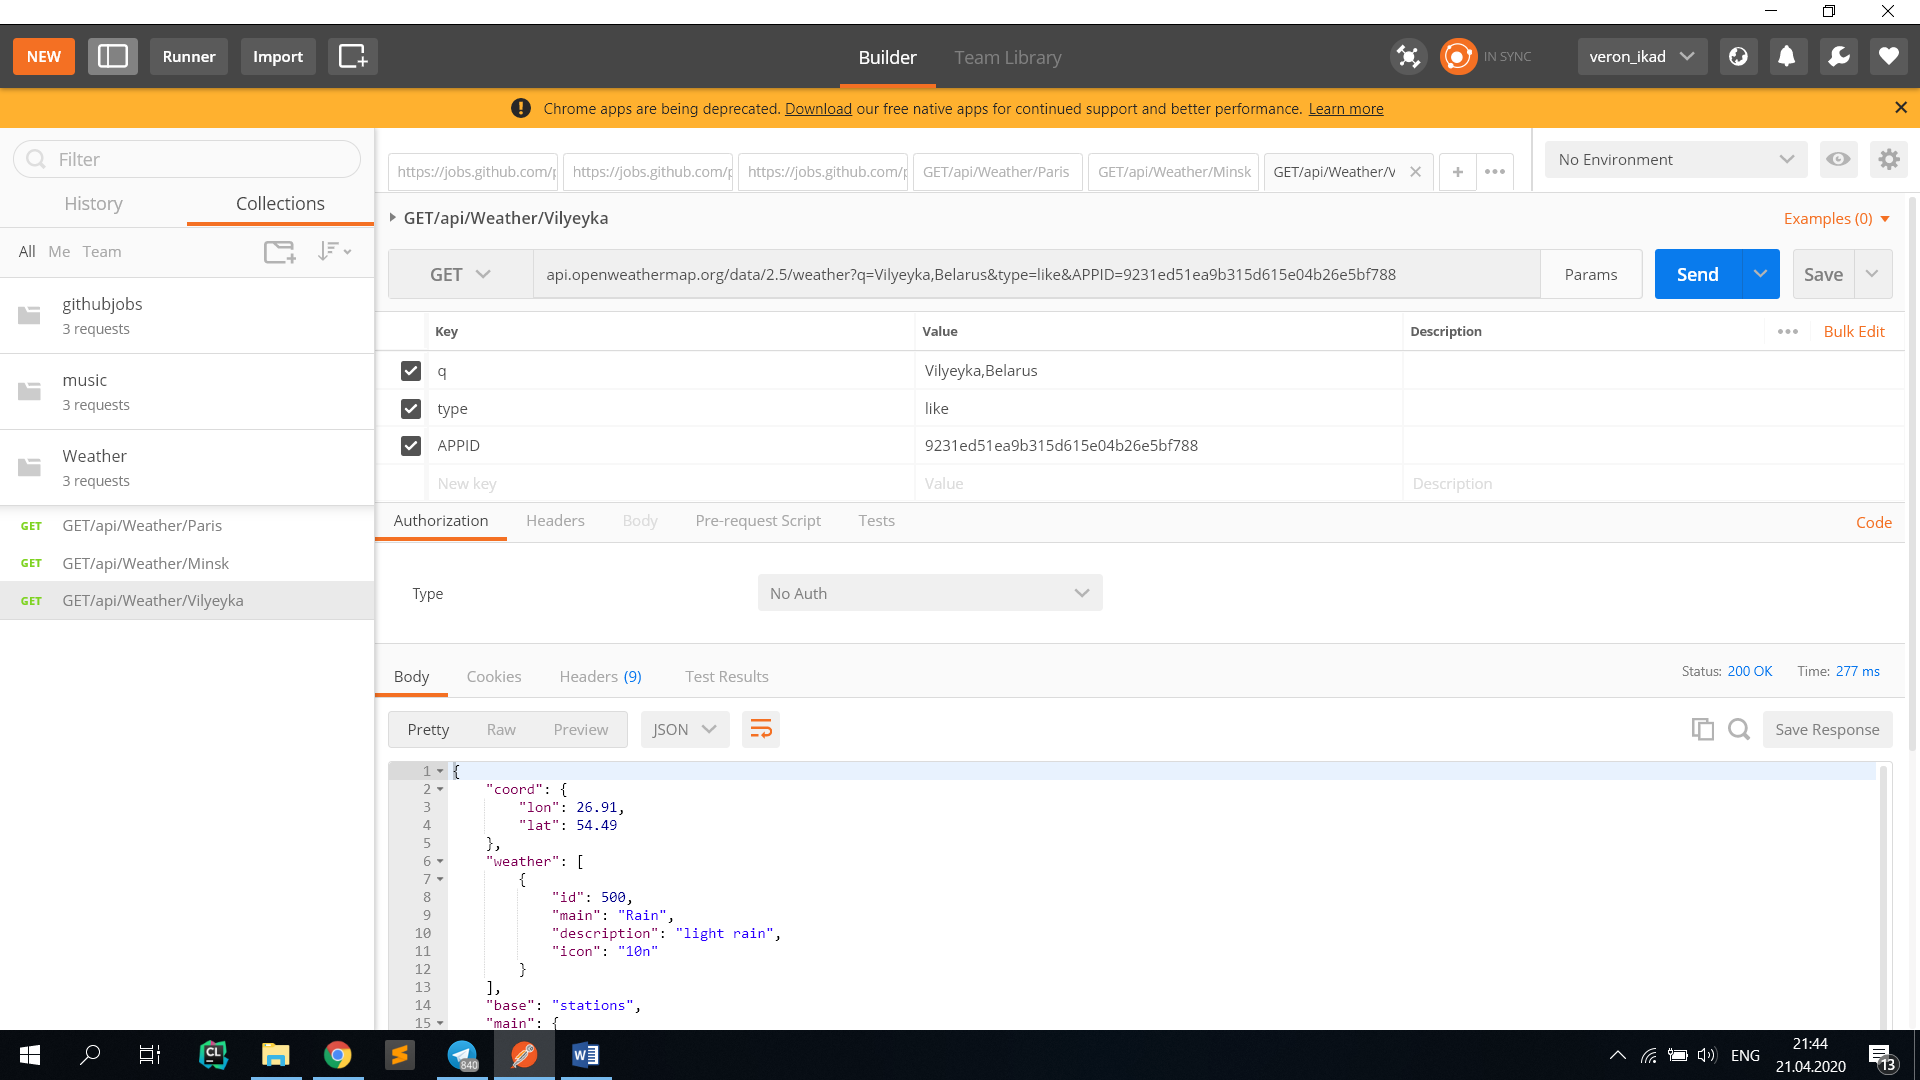 NEW
Runner
Import
Builder
Team Library
IN SYNC
veron_ikad
Chrome apps are being deprecated. Download our free native apps for continued support and better performance. Learn more
Filter
History
Collections
All
Me
Team
githubjobs
3 requests
music
3 requests
Weather
3 requests
GET GET/api/Weather/Paris
GET GET/api/Weather/Minsk
GET GET/api/Weather/Vilyeyka
https://jobs.github.com/p
https://jobs.github.com/p
https://jobs.github.com/p
GET/api/Weather/Paris
GET/api/Weather/Minsk
GET/api/Weather/V
No Environment
GET/api/Weather/Vilyeyka
Examples (0)
GET
api.openweathermap.org/data/2.5/weather?q=Vilyeyka,Belarus&type=like&APPID=9231ed51ea9b315d615e04b26e5bf788
Params
Send
Save
Key Value Description
Bulk Edit
q Vilyeyka,Belarus
type like
APPID 9231ed51ea9b315d615e04b26e5bf788
New key Value Description
Authorization Headers Body Pre-request Script Tests
Code
Type No Auth
Body Cookies Headers (9) Test Results
Status: 200 OK Time: 277 ms
Pretty Raw Preview JSON
Save Response
1 {
2 "coord": {
3 "lon": 26.91,
4 "lat": 54.49
5 },
6 "weather": [
7 {
8 "id": 500,
9 "main": "Rain",
10 "description": "light rain",
11 "icon": "10n"
12 }
13 ],
14 "base": "stations",
15 "main": {
CL
840
W
ENG
21:44
21.04.2020
13